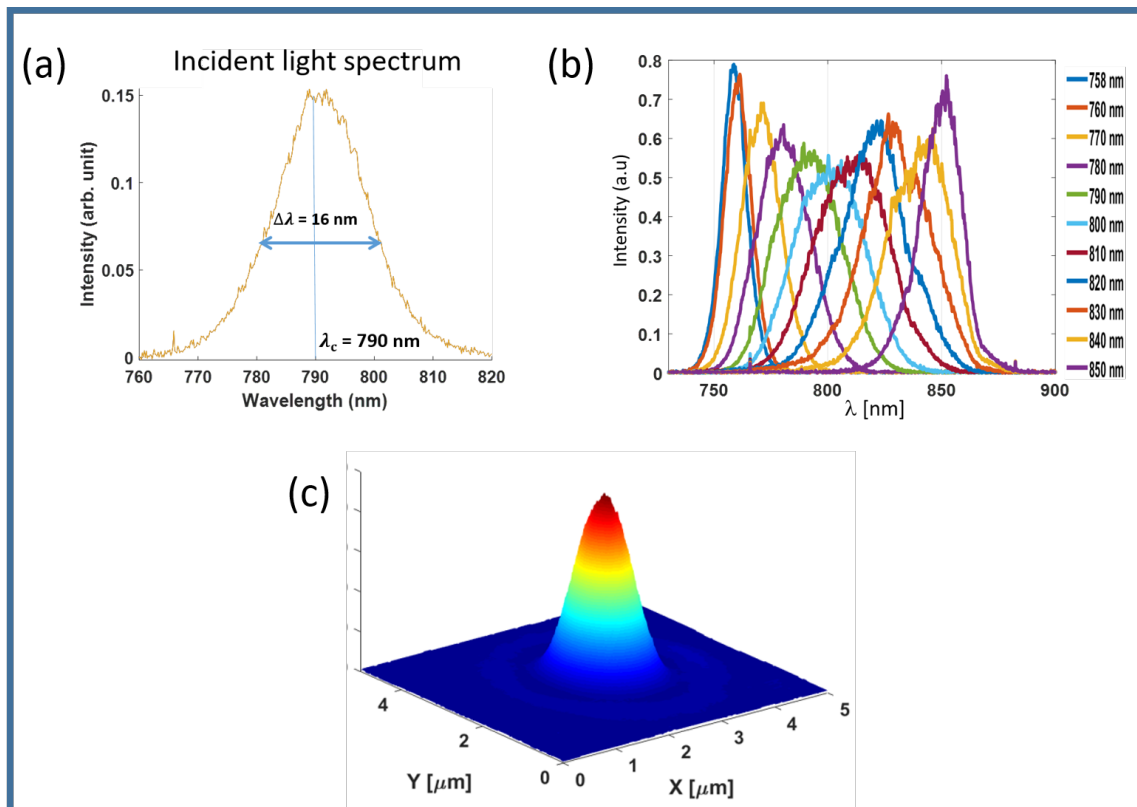 (a)
Incident light spectrum
0.15
0.1
0.05
0
Intensity (arb. unit)
Δλ = 16 nm
λc = 790 nm
760 770 780 790 800 810 820
Wavelength (nm)
(b)
0.8
0.7
0.6
0.5
0.4
0.3
0.2
0.1
0
Intensity (a.u)
750 800 850 900
λ [nm]
758 nm
760 nm
770 nm
780 nm
790 nm
800 nm
810 nm
820 nm
830 nm
840 nm
850 nm
(c)
4
2
0
Y [μm]
0 1 2 3 4 5
X [μm]